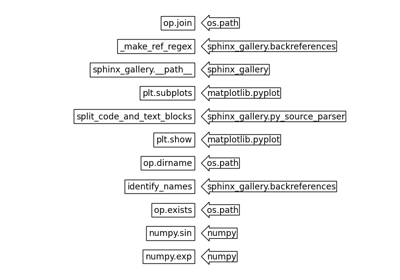 op.join os.path
_make_ref_regex sphinx_gallery.backreferences
sphinx_gallery.__path__ sphinx_gallery
plt.subplots matplotlib.pyplot
split_code_and_text_blocks sphinx_gallery.py_source_parser
plt.show matplotlib.pyplot
op.dirname os.path
identify_names sphinx_gallery.backreferences
op.exists os.path
numpy.sin numpy
numpy.exp numpy